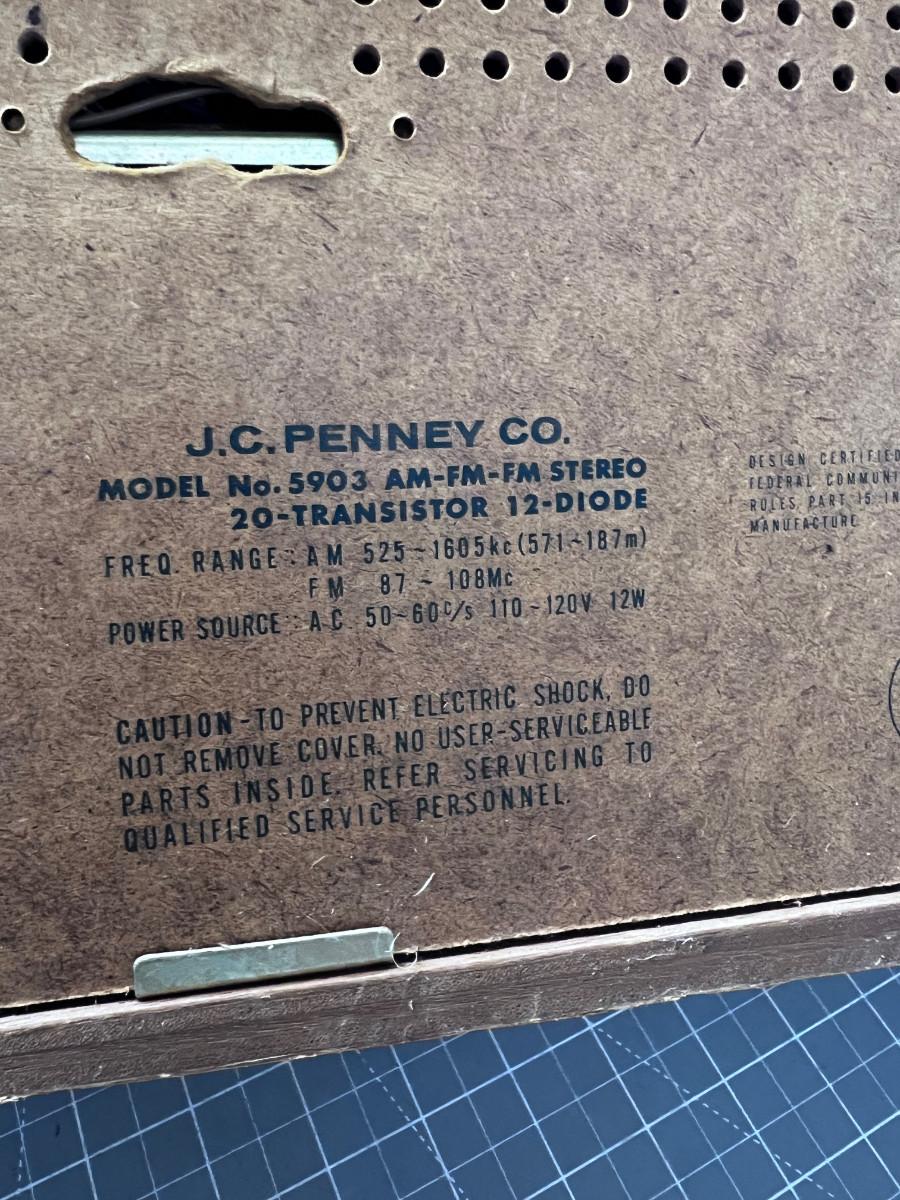 J.C. PENNEY CO.
MODEL No. 5903 AM-FM-FM STEREO
20-TRANSISTOR 12-DIODE
FREQ. RANGE: AM 525~1605kc (571~187m)
FM 87 ~ 108Mc
POWER SOURCE: A.C. 50~60c/s 110~120V 12W
CAUTION-TO PREVENT ELECTRIC SHOCK, DO
NOT REMOVE COVER. NO USER-SERVICEABLE
PARTS INSIDE. REFER SERVICING TO
QUALIFIED SERVICE PERSONNEL.
DESIGN CERTIFIED
FEDERAL COMMUNI
RULES PART 15 IN
MANUFACTURE